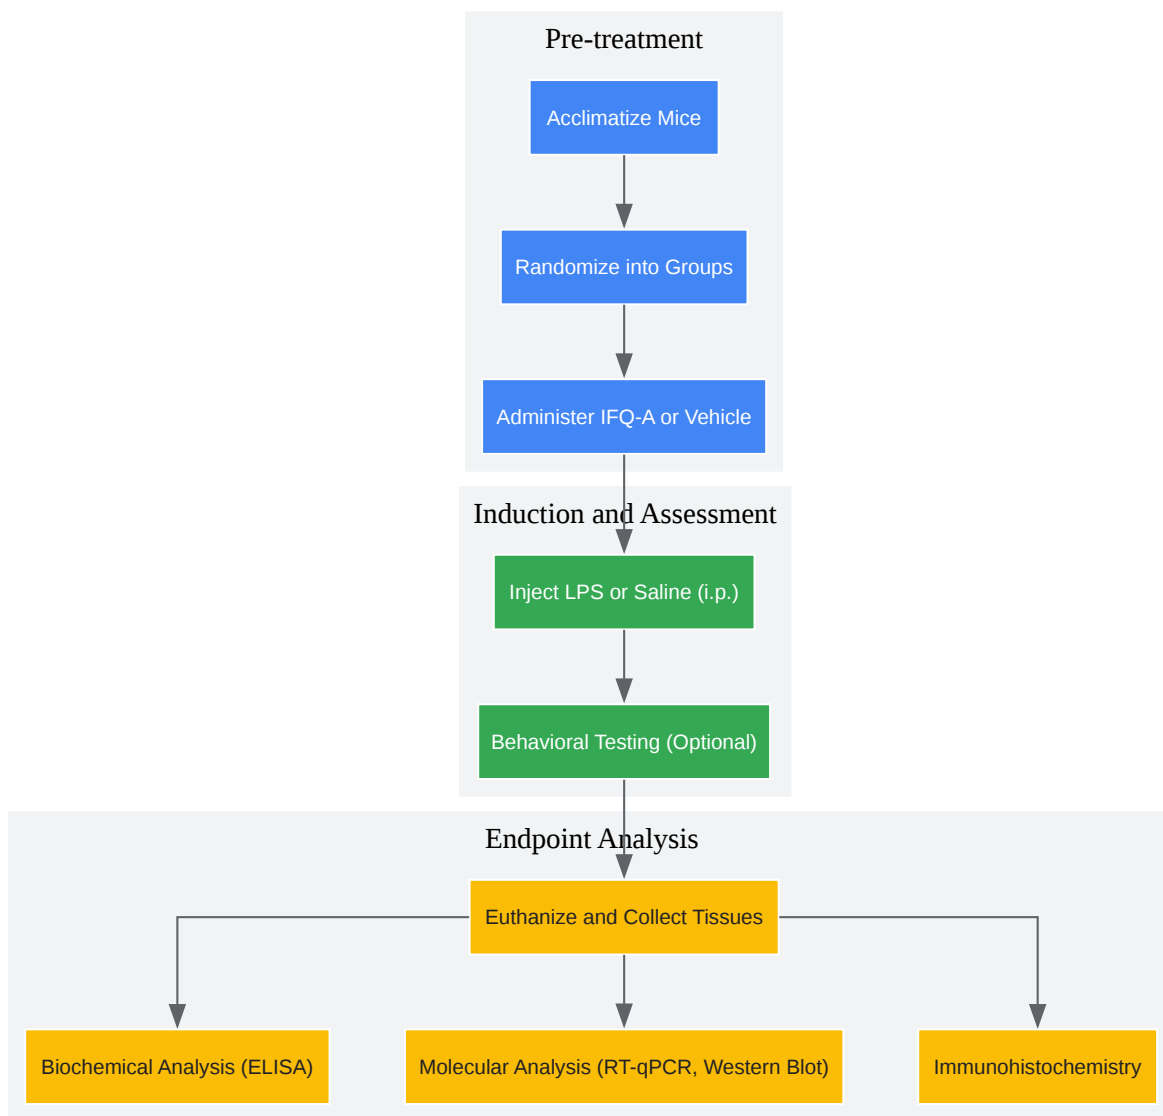 Pre-treatment
Acclimatize Mice
Randomize into Groups
Administer IFQ-A or Vehicle
Induction and Assessment
Inject LPS or Saline (i.p.)
Behavioral Testing (Optional)
Endpoint Analysis
Euthanize and Collect Tissues
Biochemical Analysis (ELISA)
Molecular Analysis (RT-qPCR, Western Blot)
Immunohistochemistry